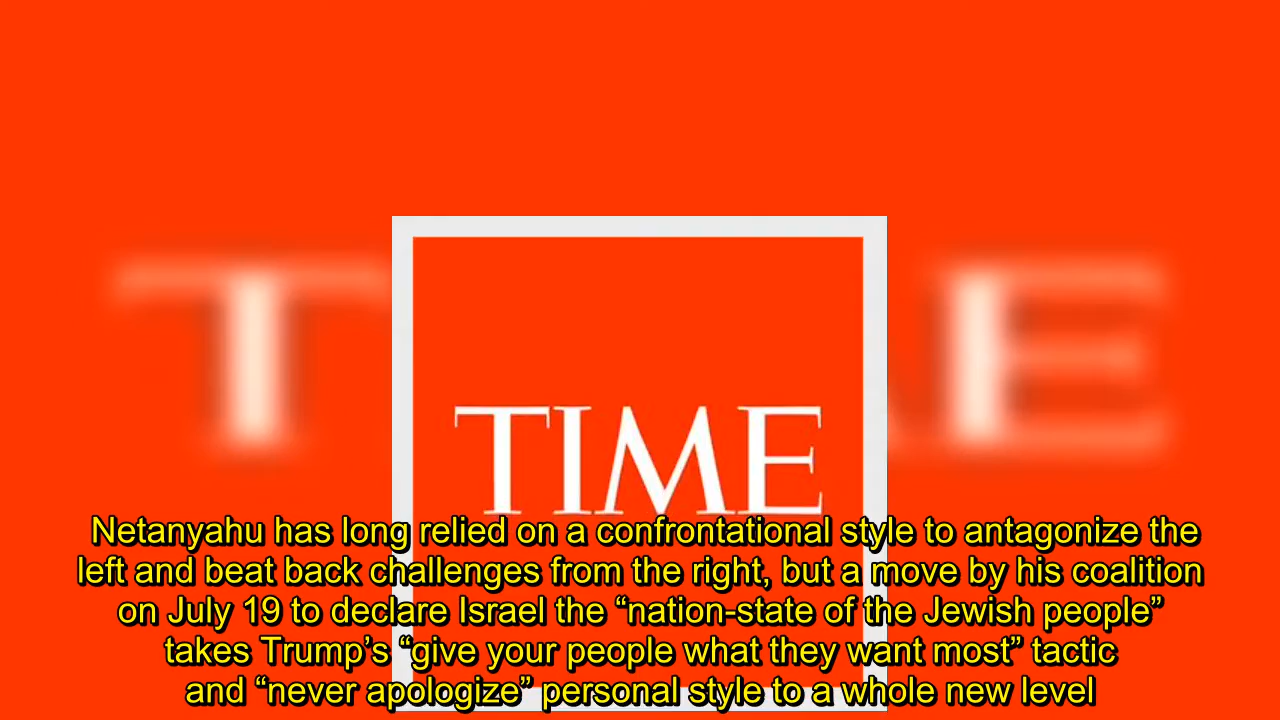 TIME
Netanyahu has long relied on a confrontational style to antagonize the
left and beat back challenges from the right, but a move by his coalition
on July 19 to declare Israel the “nation-state of the Jewish people”
takes Trump’s “give your people what they want most” tactic
and “never apologize” personal style to a whole new level